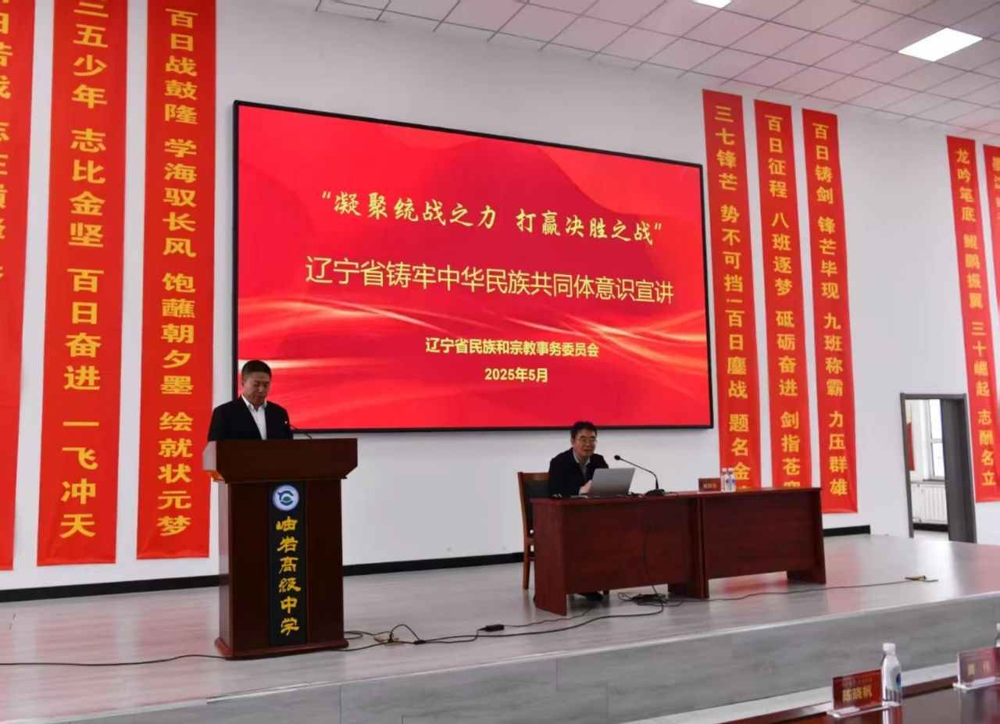 三五少年 志比金坚 百日奋进 一飞冲天
百日战鼓隆 学海驭长风 饱蘸朝夕墨 绘就状元梦
“凝聚统战之力 打赢决胜之战”
辽宁省铸牢中华民族共同体意识宣讲
辽宁省民族和宗教事务委员会
2025年5月
三七锋芒 势不可挡 百日鏖战 题名金
百日征程 八班逐梦 砥砺奋进 剑指苍
百日铸剑 锋芒毕现 九班称霸 力压群雄
龙吟笔底 鲲鹏振翼 三十崛起 志酬名立
岫岩高级中学
陈晓帆